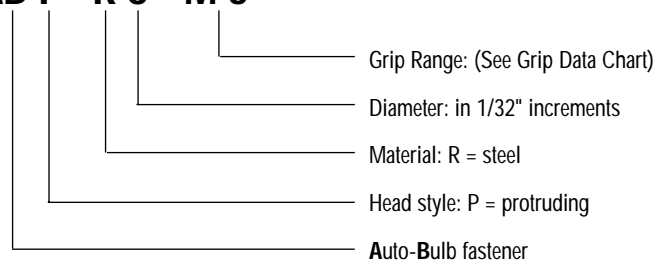 Grip Range: (See Grip Data Chart)
Diameter: in 1/32" increments
Material: R = steel
Head style: P = protruding
Auto-Bulb fastener